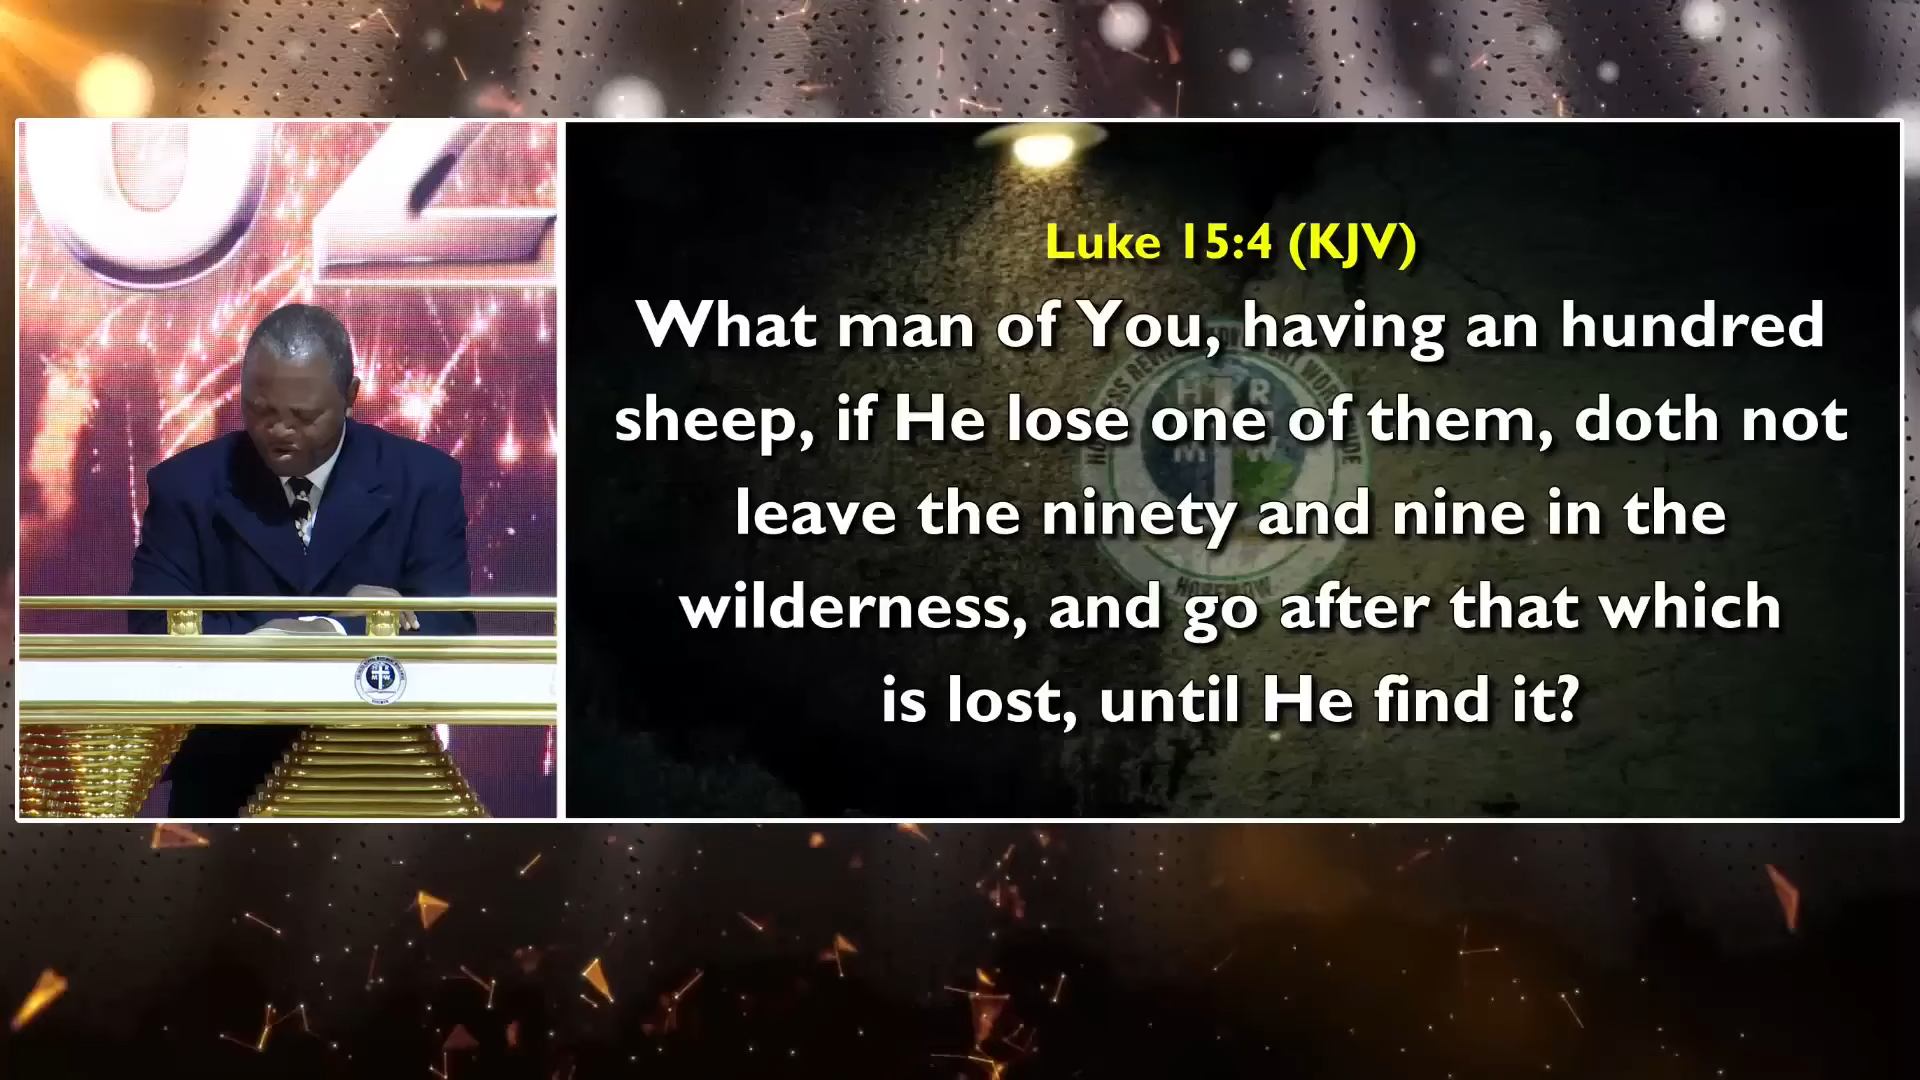 02
Luke 15:4 (KJV)
What man of You, having an hundred
sheep, if He lose one of them, doth not
leave the ninety and nine in the
wilderness, and go after that which
is lost, until He find it?
H R
M W